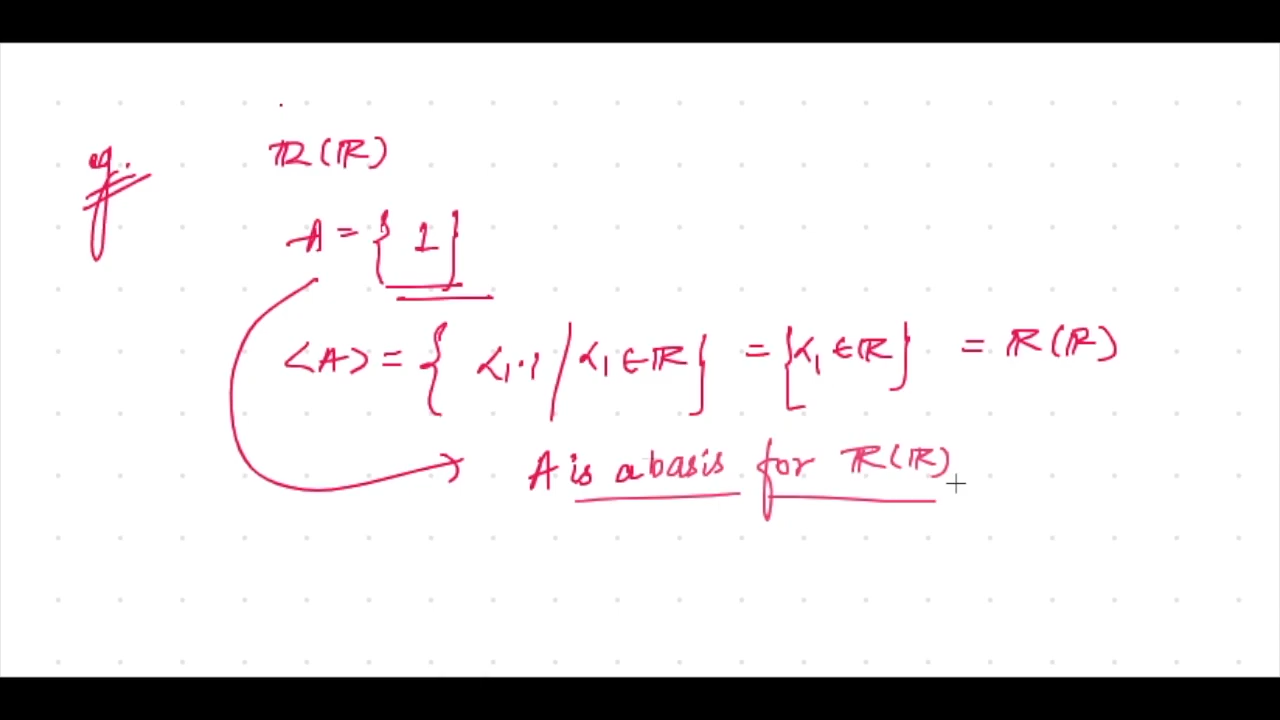 eg.
ℝ(ℝ)
A = { 1 }
<A> = { α₁·1 / α₁ ∈ ℝ } = { α₁ ∈ ℝ } = ℝ(ℝ)
A is a basis for ℝ(ℝ)